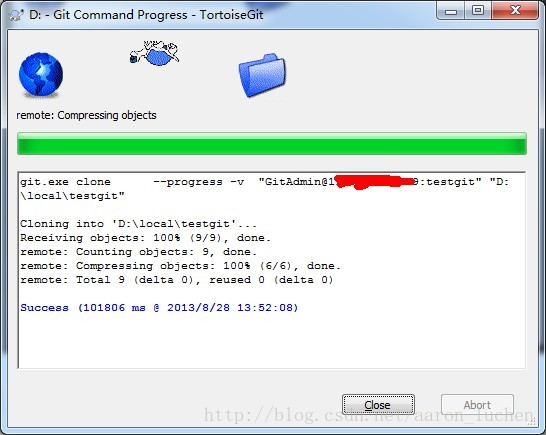 D: - Git Command Progress - TortoiseGit
remote: Compressing objects
git.exe clone --progress -v "GitAdmin@1 9:testgit" "D:
\local\testgit"
Cloning into 'D:\local\testgit'...
Receiving objects: 100% (9/9), done.
remote: Counting objects: 9, done.
remote: Compressing objects: 100% (6/6), done.
remote: Total 9 (delta 0), reused 0 (delta 0)
Success (101806 ms @ 2013/8/28 13:52:08)
Close Abort
http://blog.csdn.net/aaron_luchen